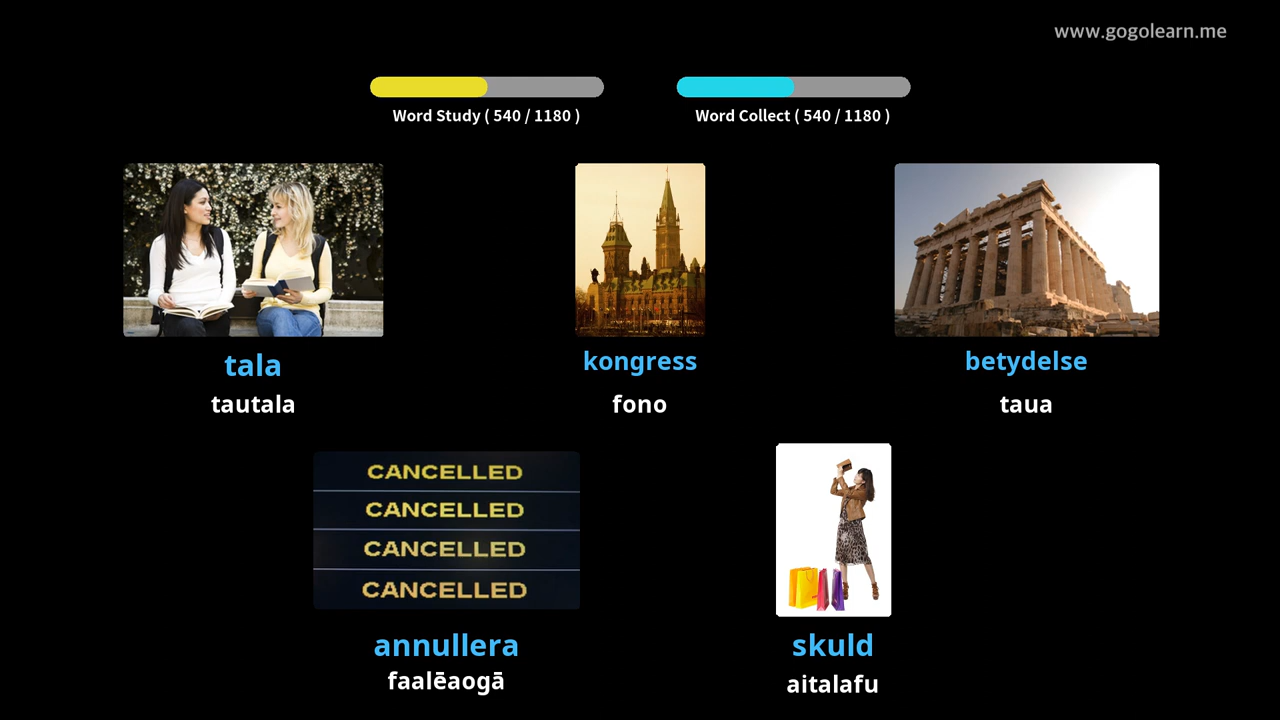 www.gogolearn.me
Word Study ( 540 / 1180 )
Word Collect ( 540 / 1180 )
tala
tautala
kongress
fono
betydelse
taua
CANCELLED
CANCELLED
CANCELLED
CANCELLED
annullera
faalēaogā
skuld
aitalafu